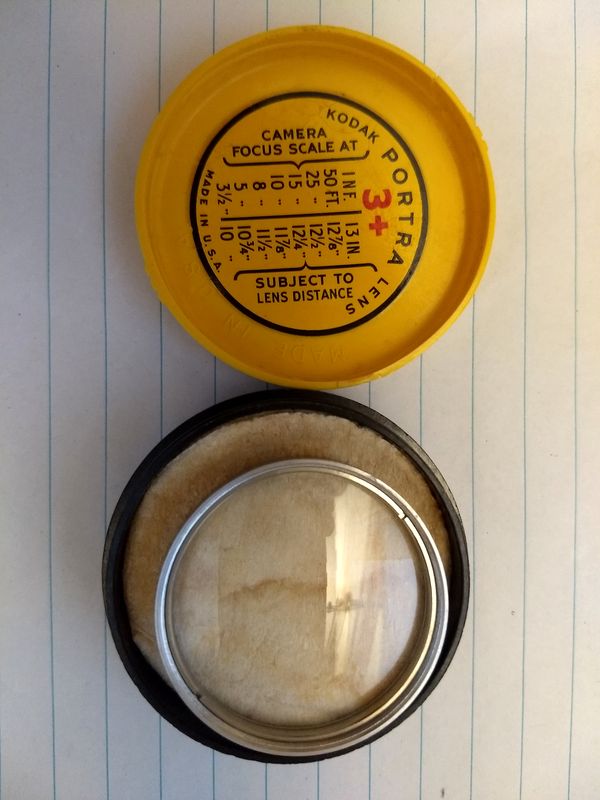 KODAK PORTRA LENS
3+
CAMERA
FOCUS SCALE AT
SUBJECT TO
LENS DISTANCE
INF. 13 IN.
50 FT. 12⅞ "
25 " 12½ "
15 " 12¼ "
10 " 11⅞ "
8 " 11½ "
5 " 10¾ "
3½ " 10 "
MADE IN U.S.A.
MADE IN